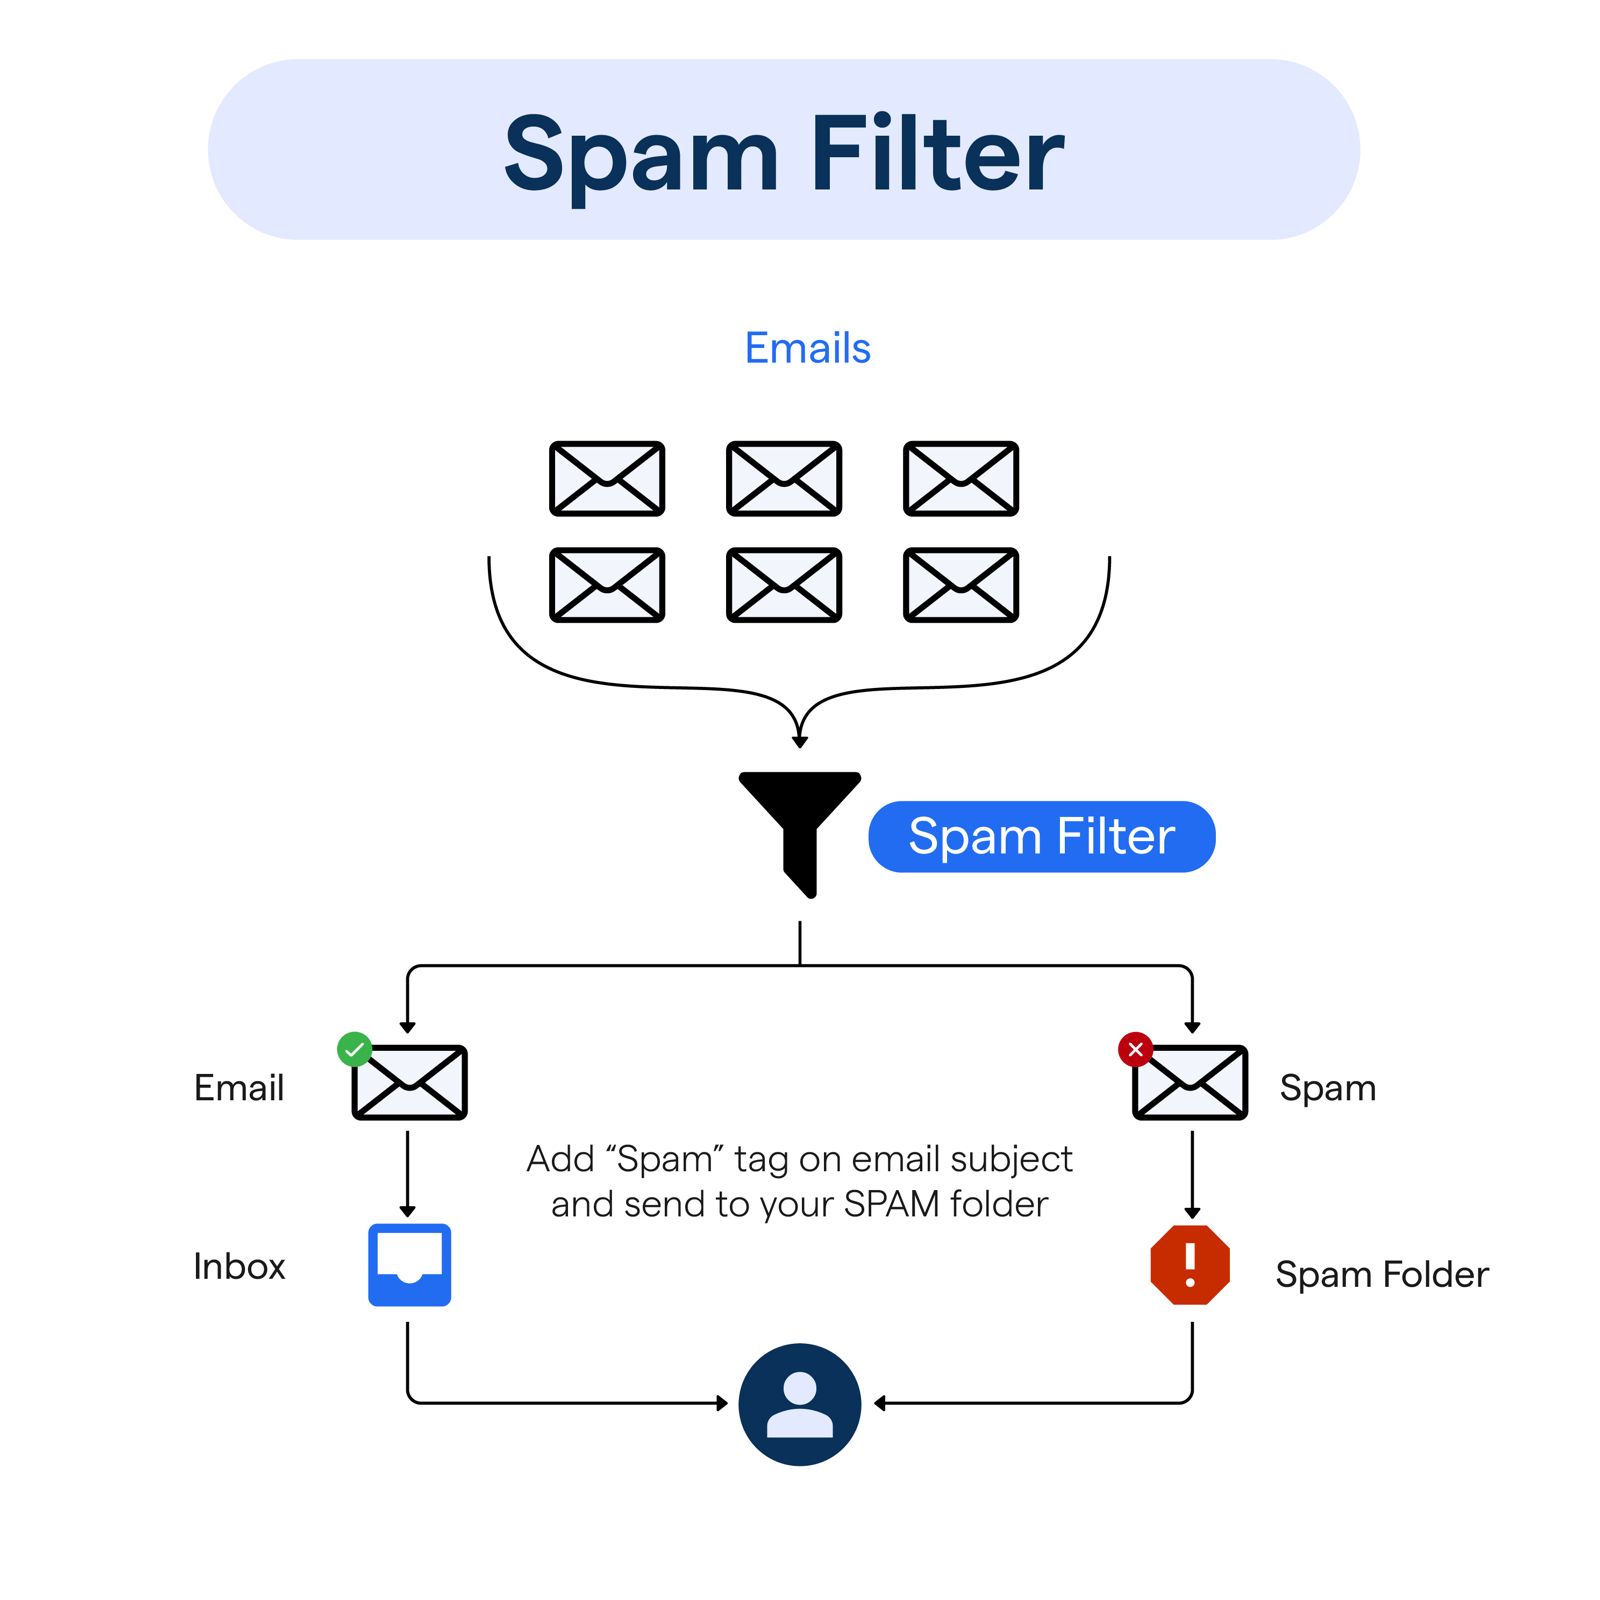 Spam Filter
Emails
Spam Filter
Email
Spam
Add “Spam” tag on email subject
and send to your SPAM folder
Inbox
Spam Folder